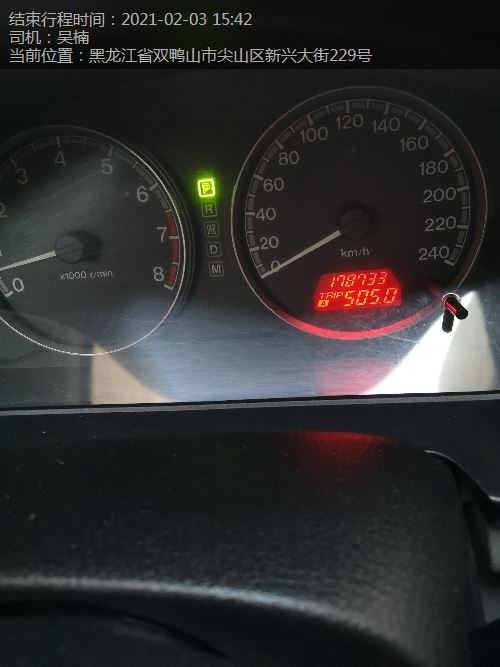 结束行程时间：2021-02-03 15:42
司机：吴楠
当前位置：黑龙江省双鸭山市尖山区新兴大街229号
0 2 3 4 5 6 7 8
x1000 r/min
P
R
N
D
M
0 20 40 60 80 100 120 140 160 180 200 220 240
km/h
178733
TRIP A 505.0